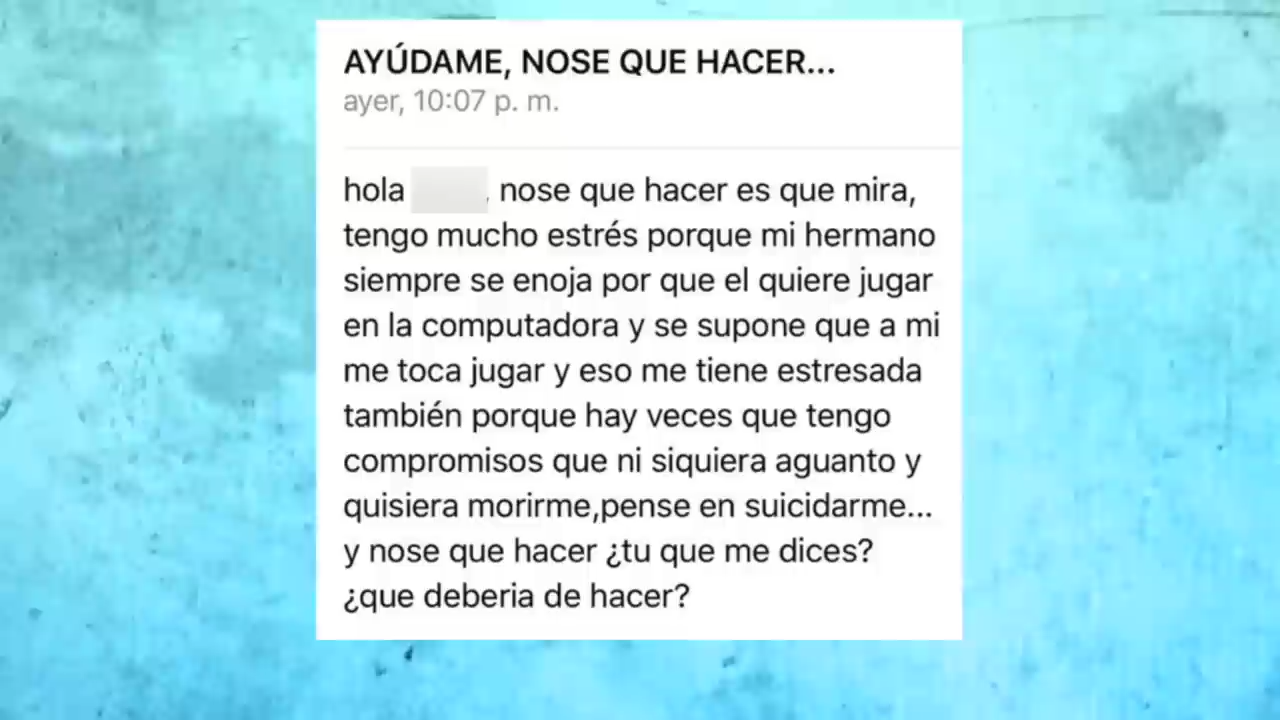 AYÚDAME, NOSE QUE HACER...
ayer, 10:07 p. m.
hola , nose que hacer es que mira,
tengo mucho estrés porque mi hermano
siempre se enoja por que el quiere jugar
en la computadora y se supone que a mi
me toca jugar y eso me tiene estresada
también porque hay veces que tengo
compromisos que ni siquiera aguanto y
quisiera morirme,pense en suicidarme...
y nose que hacer ¿tu que me dices?
¿que deberia de hacer?